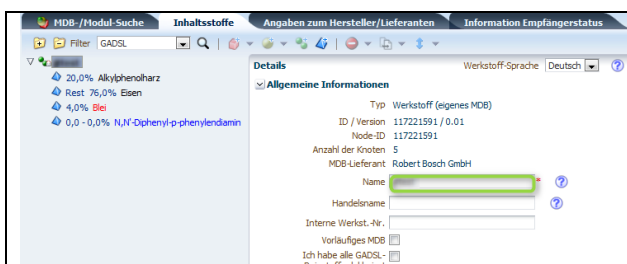 MDB-/Modul-Suche Inhaltsstoffe Angaben zum Hersteller/Lieferanten Information Empfängerstatus
Filter GADSL
Details Werkstoff-Sprache Deutsch
20,0% Alkylphenolharz
Rest 76,0% Eisen
4,0% Blei
0,0 - 0,0% N,N'-Diphenyl-p-phenylendiamin
Allgemeine Informationen
Typ Werkstoff (eigenes MDB)
ID / Version 117221591 / 0.01
Node-ID 117221591
Anzahl der Knoten 5
MDB-Lieferant Robert Bosch GmbH
Name *
Handelsname
Interne Werkst.-Nr.
Vorläufiges MDB
Ich habe alle GADSL-